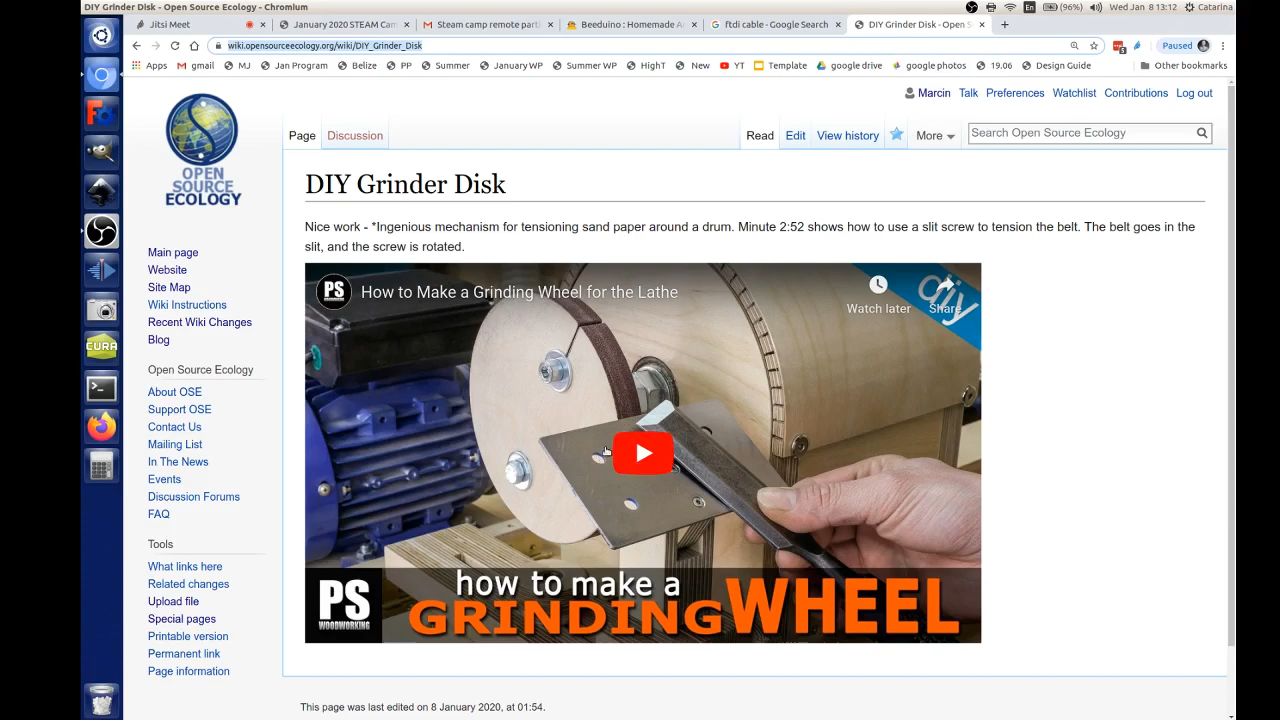 DIY Grinder Disk - Open Source Ecology - Chromium
En (96%) Wed Jan 8 13:12 Catarina
Jitsi Meet
January 2020 STEAM Cam
Steam camp remote parti
Beeduino : Homemade Ar
ftdi cable - Google Search
DIY Grinder Disk - Open S
wiki.opensourceecology.org/wiki/DIY_Grinder_Disk
Paused
Apps gmail MJ Jan Program Belize PP Summer January WP Summer WP HighT New YT Template google drive google photos 19.06 Design Guide Other bookmarks
Marcin Talk Preferences Watchlist Contributions Log out
OPEN
SOURCE
ECOLOGY
Page Discussion Read Edit View history More Search Open Source Ecology
DIY Grinder Disk
Nice work - *Ingenious mechanism for tensioning sand paper around a drum. Minute 2:52 shows how to use a slit screw to tension the belt. The belt goes in the
slit, and the screw is rotated.
PS
WOODWORKING
How to Make a Grinding Wheel for the Lathe
Watch later
Share
diy
PS
WOODWORKING
how to make a
GRINDING WHEEL
Main page
Website
Site Map
Wiki Instructions
Recent Wiki Changes
Blog
Open Source Ecology
About OSE
Support OSE
Contact Us
Mailing List
In The News
Events
Discussion Forums
FAQ
Tools
What links here
Related changes
Upload file
Special pages
Printable version
Permanent link
Page information
CURA
This page was last edited on 8 January 2020, at 01:54.